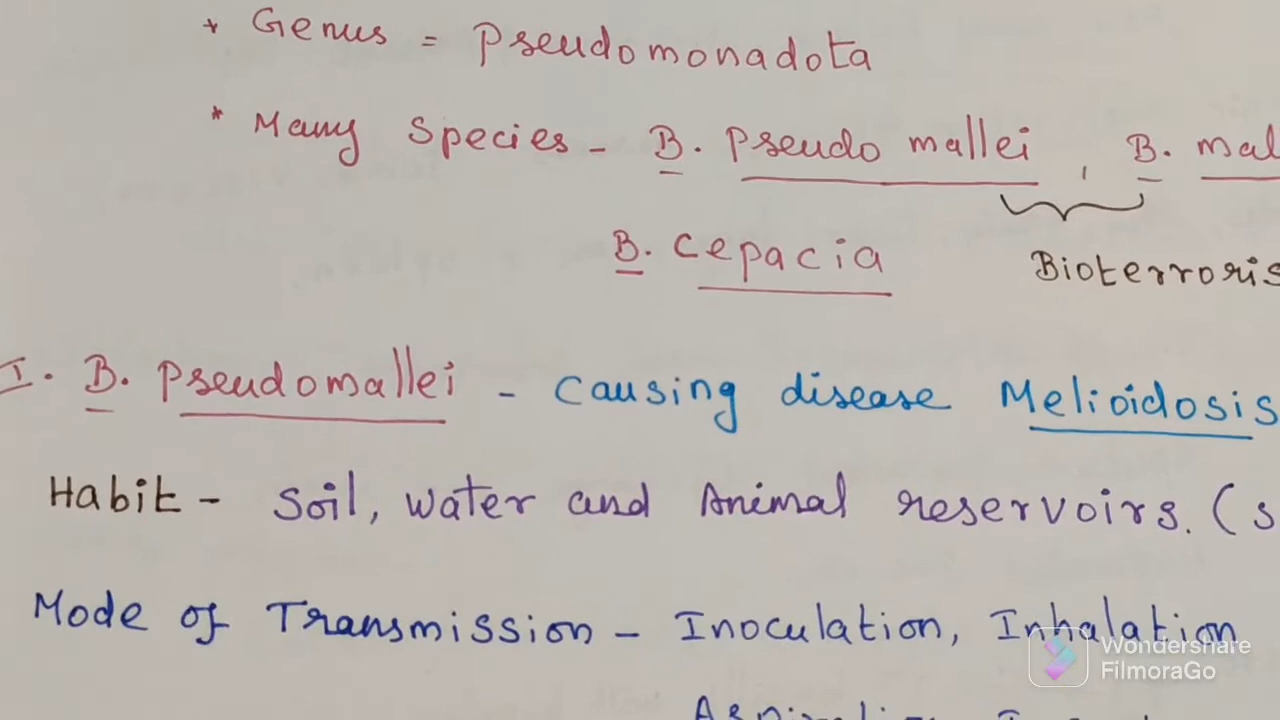 * Genus = Pseudomonadota
* Many Species - B. Pseudo mallei , B. mal
B. cepacia
Bioterroris
I. B. Pseudomallei - Causing disease Melioidosis
Habit - Soil, water and Animal reservoirs. (s
Mode of Transmission - Inoculation, Inhalation
Wondershare
FilmoraGo